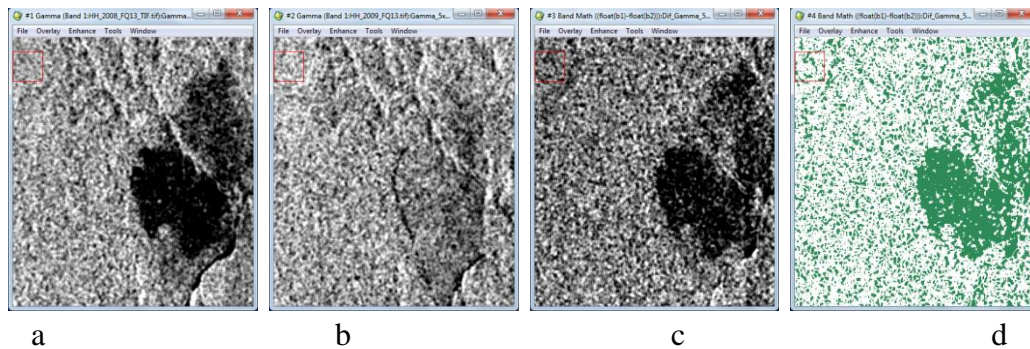 #1 Gamma (Band 1:HH_2008_FQ13_TIF.tif):Gamma_...
File Overlay Enhance Tools Window
#2 Gamma (Band 1:HH_2009_FQ13.tif):Gamma_5x...
File Overlay Enhance Tools Window
#3 Band Math ((float(b1)-float(b2))):Dif_Gamma_5...
File Overlay Enhance Tools Window
#4 Band Math ((float(b1)-float(b2))):Dif_Gamma_5...
File Overlay Enhance Tools Window
a b c d